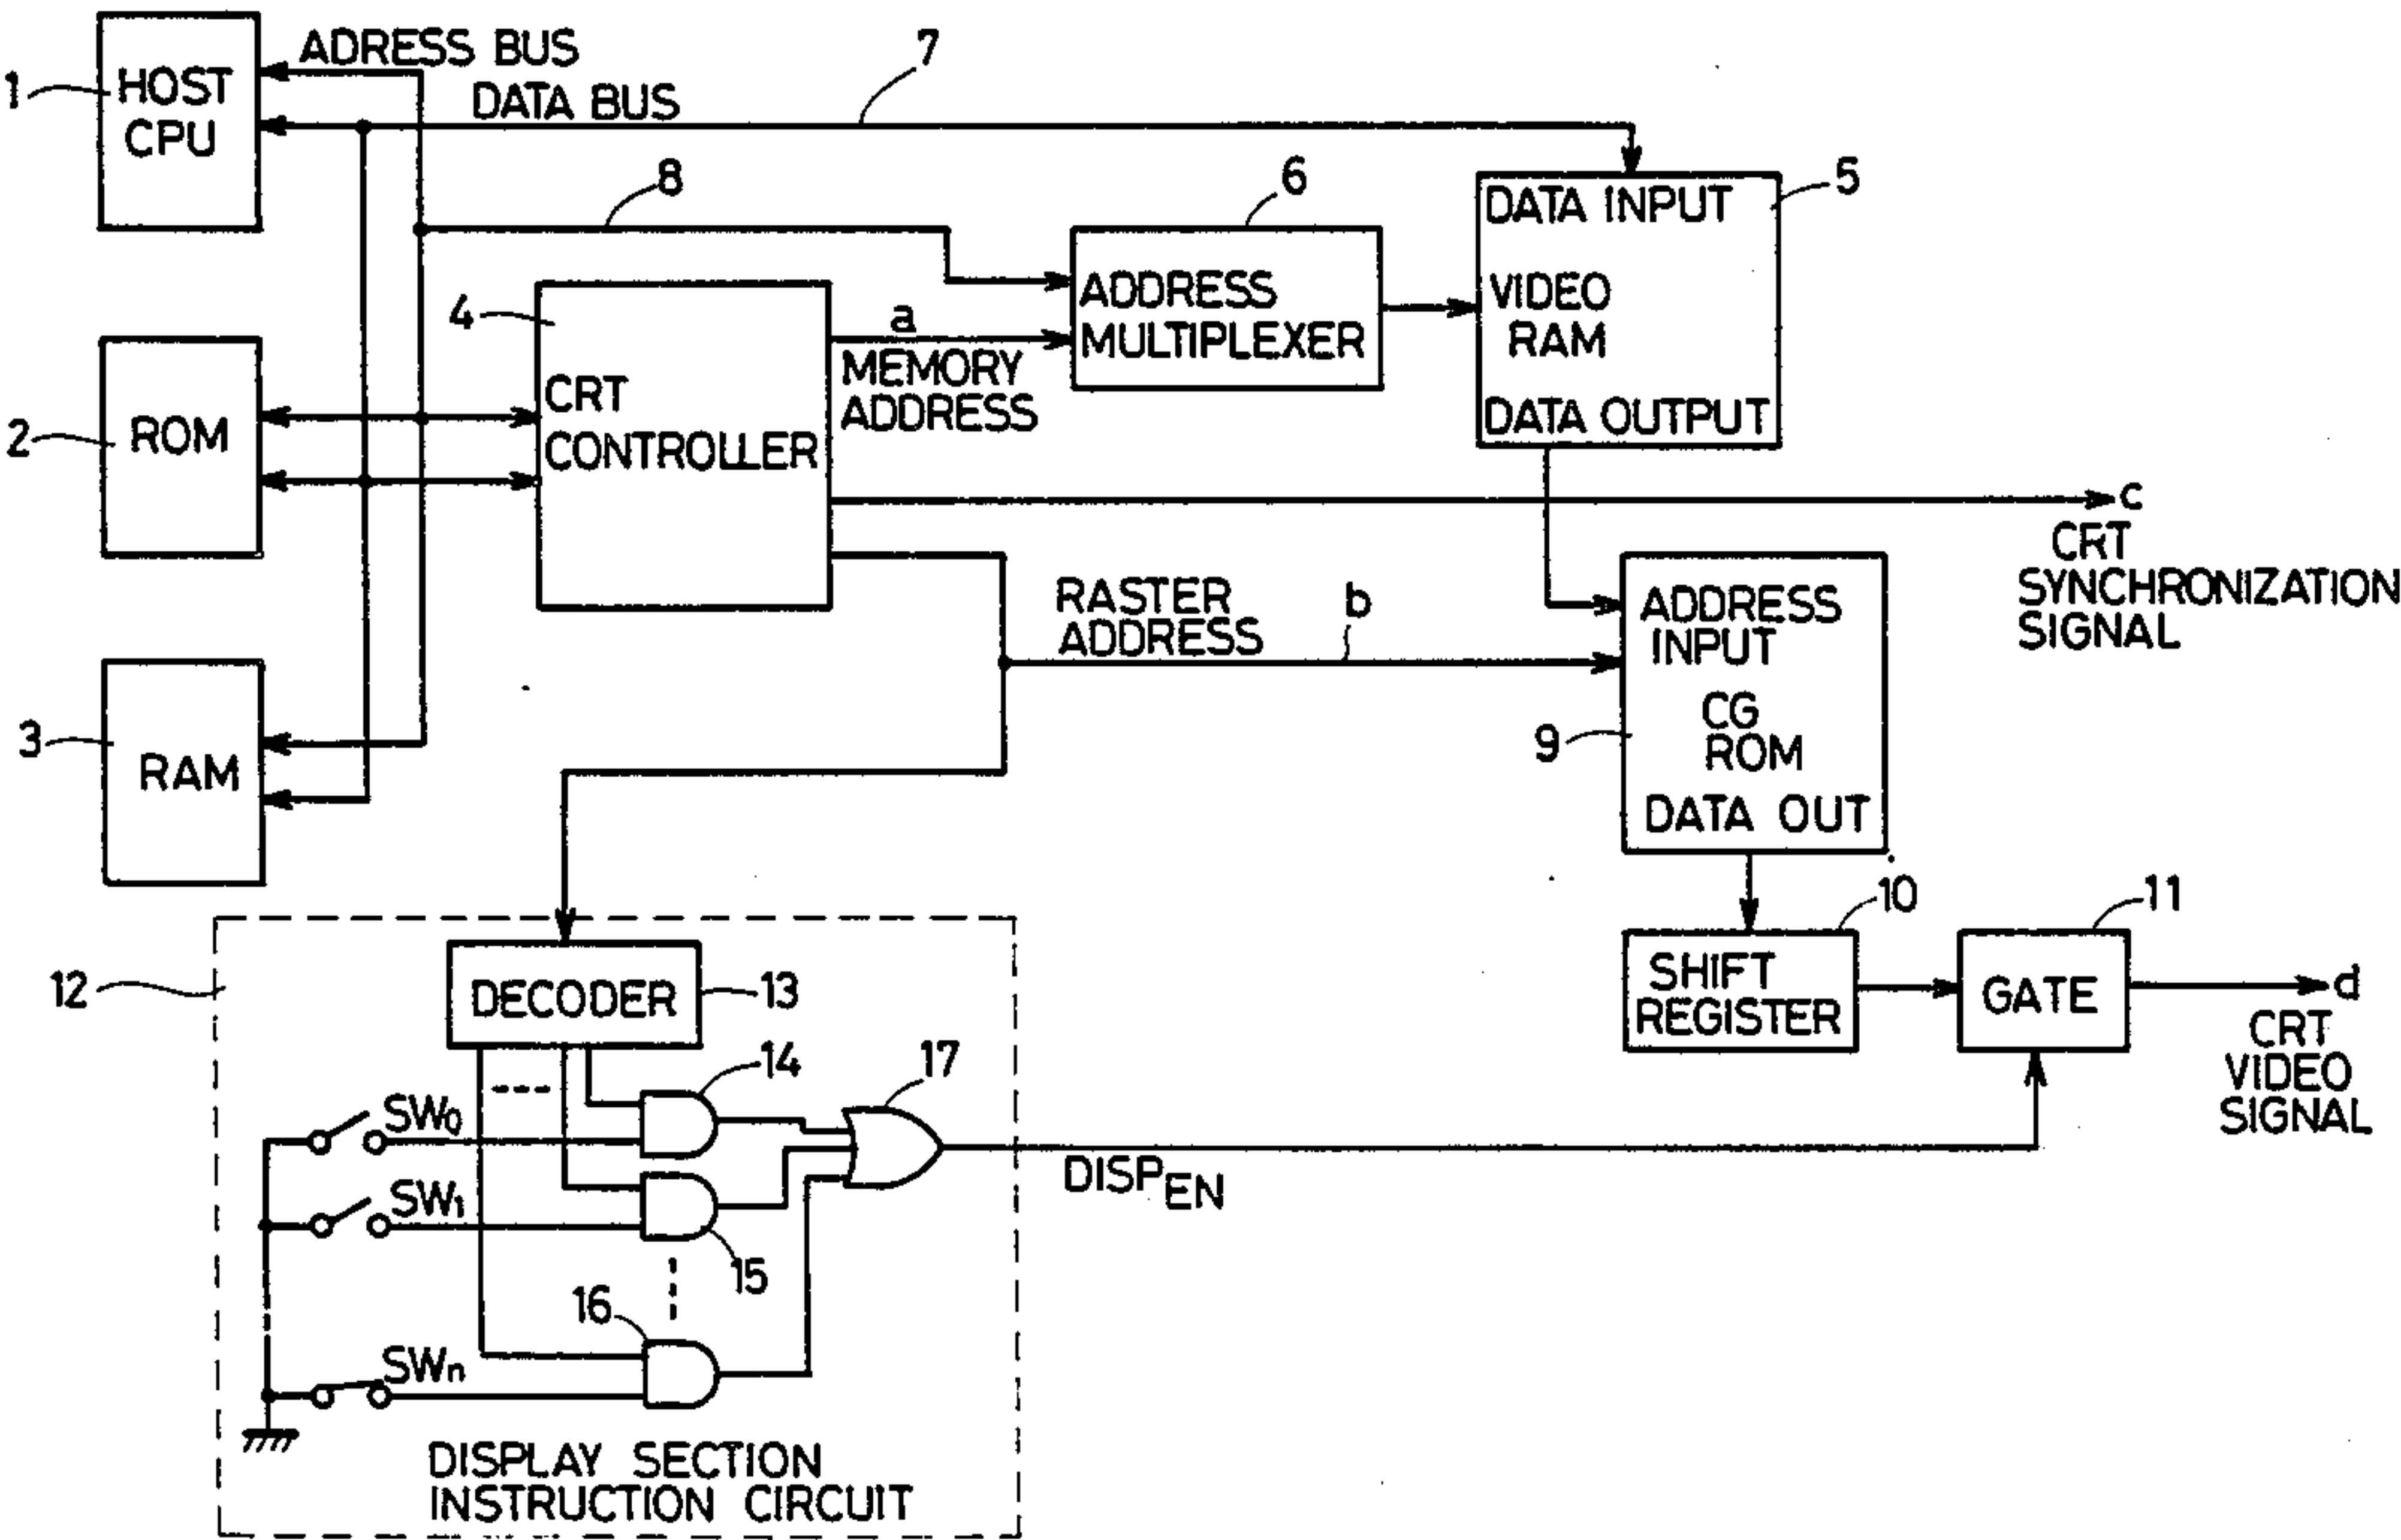 1
HOST
CPU
ADRESS BUS
DATA BUS
7
8
6
5
DATA INPUT
VIDEO
RAM
DATA OUTPUT
ADDRESS
MULTIPLEXER
a
MEMORY
ADDRESS
4
CRT
CONTROLLER
2
ROM
3
RAM
c
CRT
SYNCHRONIZATION
SIGNAL
RASTER
ADDRESS
b
ADDRESS
INPUT
CG
ROM
DATA OUT
9
10
SHIFT
REGISTER
11
GATE
d
CRT
VIDEO
SIGNAL
12
DECODER
13
14
17
SW0
SW1
15
16
SWn
DISPEN
DISPLAY SECTION
INSTRUCTION CIRCUIT